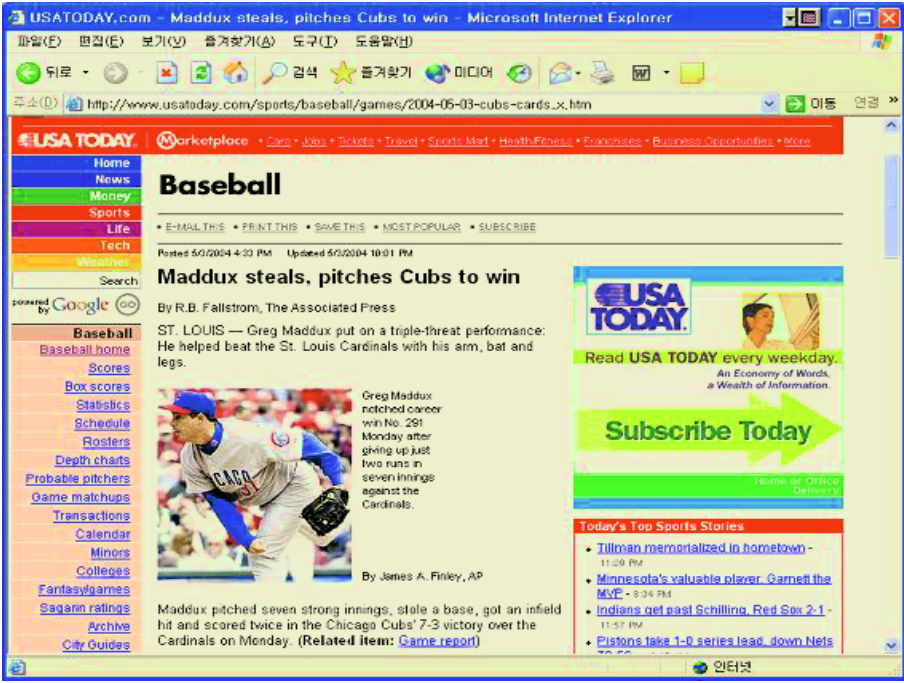 USATODAY.com - Maddux steals, pitches Cubs to win - Microsoft Internet Explorer
파일(F) 편집(E) 보기(V) 즐겨찾기(A) 도구(T) 도움말(H)
뒤로 검색 즐겨찾기 미디어
주소(D) http://www.usatoday.com/sports/baseball/games/2004-05-03-cubs-cards_x.htm 이동 연결 »
USA TODAY. Marketplace • Cars • Jobs • Tickets • Travel • Sports Mart • Health/Fitness • Franchises • Business Opportunities • More
Home
News
Money
Sports
Life
Tech
Weather
Search
powered by Google GO
Baseball
Baseball home
Scores
Box scores
Statistics
Schedule
Rosters
Depth charts
Probable pitchers
Game matchups
Transactions
Calendar
Minors
Colleges
Fantasy/games
Sagarin ratings
Archive
City Guides
Baseball
• E-MAIL THIS • PRINT THIS • SAVE THIS • MOST POPULAR • SUBSCRIBE
Posted 5/3/2004 4:33 PM Updated 5/3/2004 10:01 PM
Maddux steals, pitches Cubs to win
By R.B. Fallstrom, The Associated Press
ST. LOUIS — Greg Maddux put on a triple-threat performance:
He helped beat the St. Louis Cardinals with his arm, bat and
legs.
CHICAGO
31
Greg Maddux
notched career
win No. 291
Monday after
giving up just
two runs in
seven innings
against the
Cardinals.
By James A. Finley, AP
Maddux pitched seven strong innings, stole a base, got an infield
hit and scored twice in the Chicago Cubs' 7-3 victory over the
Cardinals on Monday. (Related item: Game report)
USA
TODAY.
Read USA TODAY every weekday.
An Economy of Words,
a Wealth of Information.
Subscribe Today
Home or Office
Delivery
Today's Top Sports Stories
• Tillman memorialized in hometown -
11:09 PM
• Minnesota's valuable player: Garnett the
MVP - 8:34 PM
• Indians get past Schilling, Red Sox 2-1 -
11:57 PM
• Pistons take 1-0 series lead, down Nets
인터넷